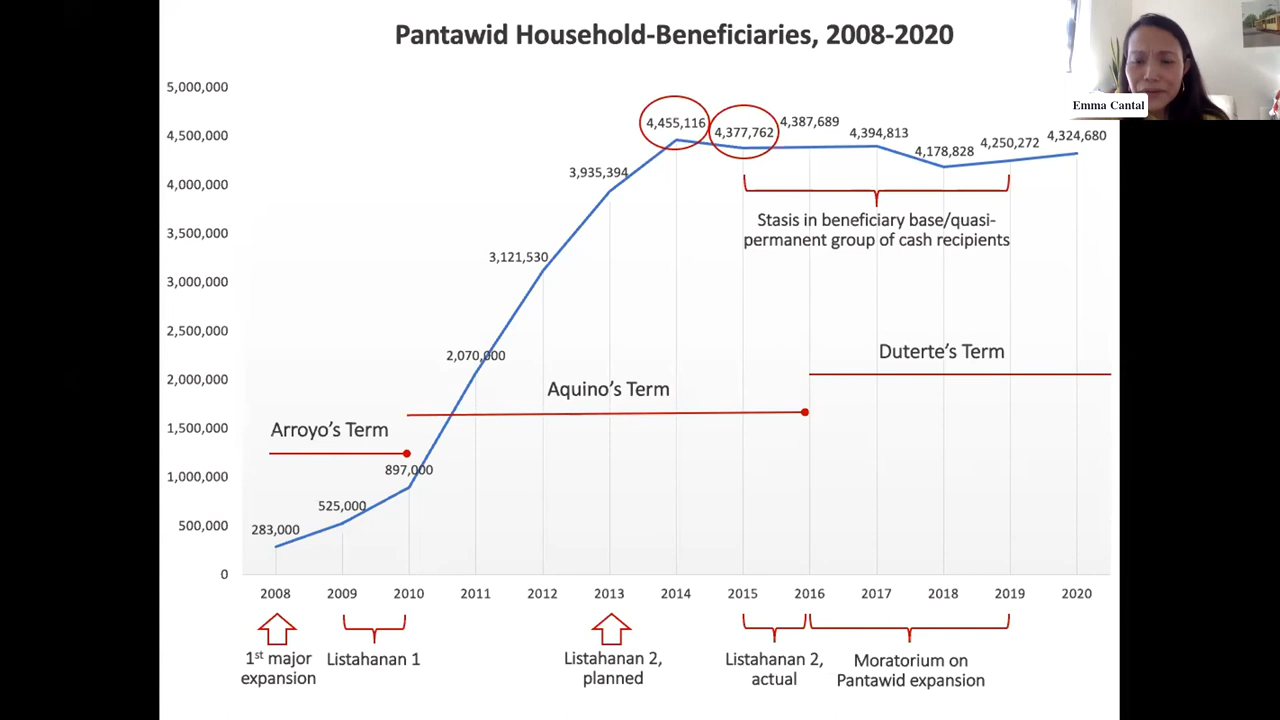 Pantawid Household-Beneficiaries, 2008-2020
Emma Cantal
5,000,000
4,500,000
4,000,000
3,500,000
3,000,000
2,500,000
2,000,000
1,500,000
1,000,000
500,000
0
283,000
525,000
897,000
2,070,000
3,121,530
3,935,394
4,455,116
4,377,762
4,387,689
4,394,813
4,178,828
4,250,272
4,324,680
Stasis in beneficiary base/quasi-
permanent group of cash recipients
Duterte's Term
Aquino's Term
Arroyo's Term
2008
2009
2010
2011
2012
2013
2014
2015
2016
2017
2018
2019
2020
1st major
expansion
Listahanan 1
Listahanan 2,
planned
Listahanan 2,
actual
Moratorium on
Pantawid expansion